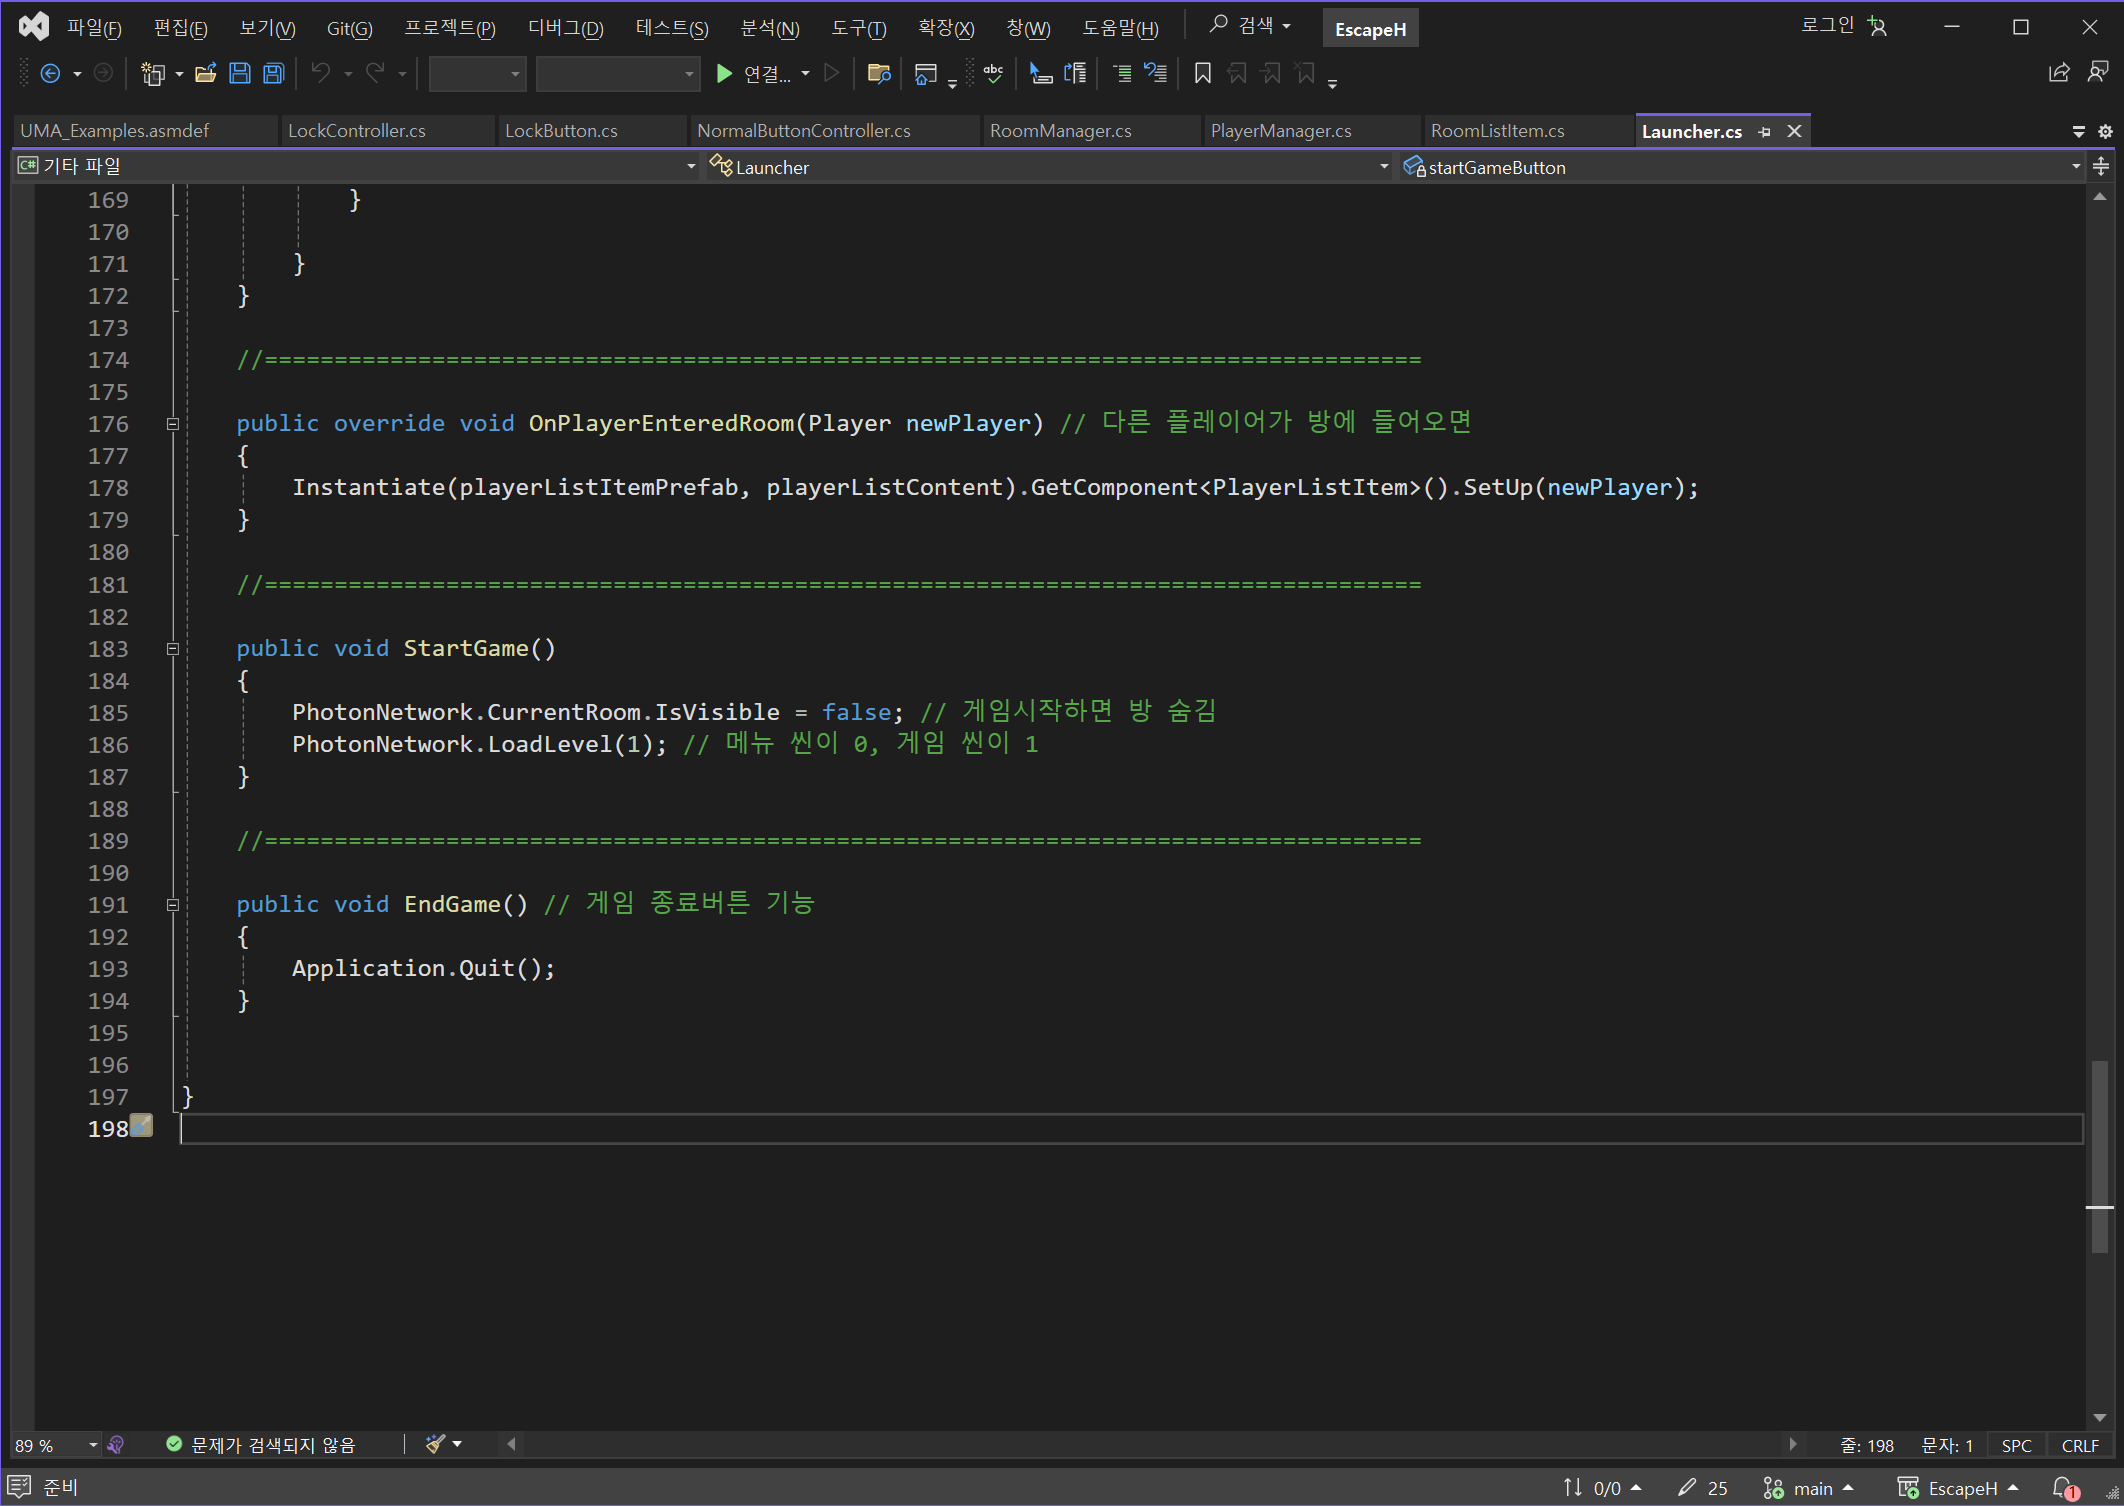 파일(F) 편집(E) 보기(V) Git(G) 프로젝트(P) 디버그(D) 테스트(S) 분석(N) 도구(T) 확장(X) 창(W) 도움말(H) 검색 EscapeH 로그인
연결...
UMA_Examples.asmdef LockController.cs LockButton.cs NormalButtonController.cs RoomManager.cs PlayerManager.cs RoomListItem.cs Launcher.cs
C# 기타 파일 Launcher startGameButton
169 }
170
171 }
172 }
173
174 //===================================================================================
175
176 public override void OnPlayerEnteredRoom(Player newPlayer) // 다른 플레이어가 방에 들어오면
177 {
178 Instantiate(playerListItemPrefab, playerListContent).GetComponent<PlayerListItem>().SetUp(newPlayer);
179 }
180
181 //===================================================================================
182
183 public void StartGame()
184 {
185 PhotonNetwork.CurrentRoom.IsVisible = false; // 게임시작하면 방 숨김
186 PhotonNetwork.LoadLevel(1); // 메뉴 씬이 0, 게임 씬이 1
187 }
188
189 //===================================================================================
190
191 public void EndGame() // 게임 종료버튼 기능
192 {
193 Application.Quit();
194 }
195
196
197 }
198
89 % 문제가 검색되지 않음 줄: 198 문자: 1 SPC CRLF
준비 0/0 25 main EscapeH 1